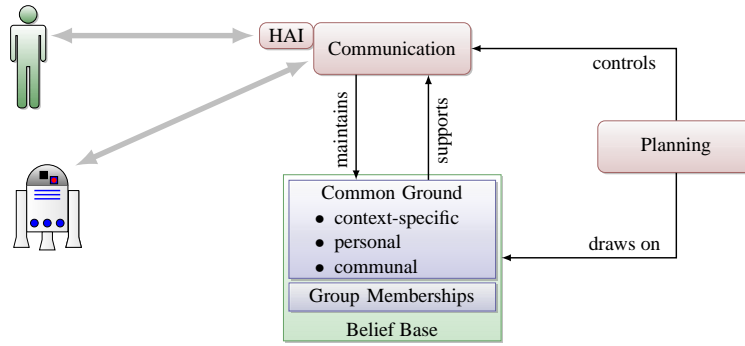 HAI
Communication
controls
maintains
supports
Planning
Common Ground
● context-specific
● personal
● communal
draws on
Group Memberships
Belief Base